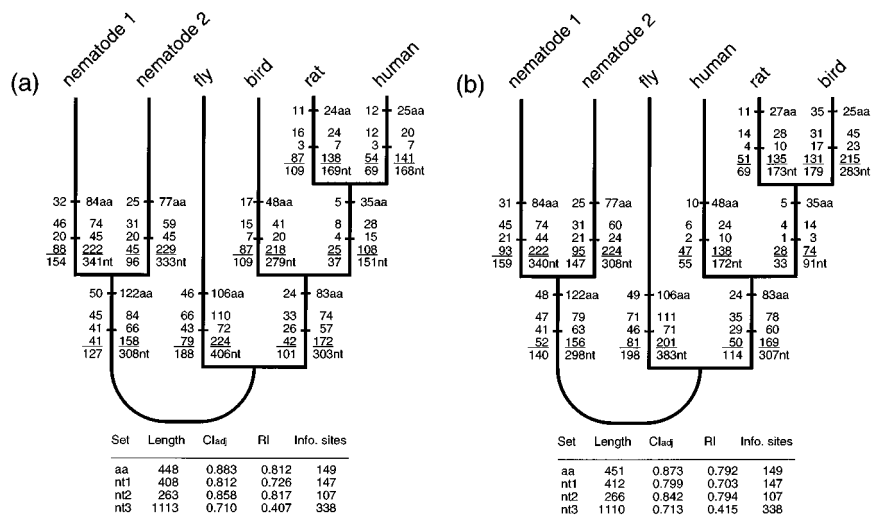 (a)
nematode 1
nematode 2
fly
bird
rat
human
11 24aa
16 24
3 7
87 138
109 169nt
12 25aa
12 20
3 7
54 141
69 168nt
32 84aa
46 74
20 45
88 222
154 341nt
25 77aa
31 59
20 45
45 229
96 333nt
17 48aa
15 41
7 20
87 218
109 279nt
5 35aa
8 28
4 15
25 108
37 151nt
50 122aa
45 84
41 66
41 158
127 308nt
46 106aa
66 110
43 72
79 224
188 406nt
24 83aa
33 74
26 57
42 172
101 303nt
Set Length CIadj RI Info. sites
aa 448 0.883 0.812 149
nt1 408 0.812 0.726 147
nt2 263 0.858 0.817 107
nt3 1113 0.710 0.407 338
(b)
nematode 1
nematode 2
fly
human
rat
bird
11 27aa
14 28
4 10
51 135
69 173nt
35 25aa
31 45
17 23
131 215
179 283nt
31 84aa
45 74
21 44
93 222
159 340nt
25 77aa
31 60
21 24
95 224
147 308nt
10 48aa
6 24
2 10
47 138
55 172nt
5 35aa
4 14
1 3
28 74
33 91nt
48 122aa
47 79
41 63
52 156
140 298nt
49 106aa
71 111
46 71
81 201
198 383nt
24 83aa
35 78
29 60
50 169
114 307nt
Set Length CIadj RI Info. sites
aa 451 0.873 0.792 149
nt1 412 0.799 0.703 147
nt2 266 0.842 0.794 107
nt3 1110 0.713 0.415 338